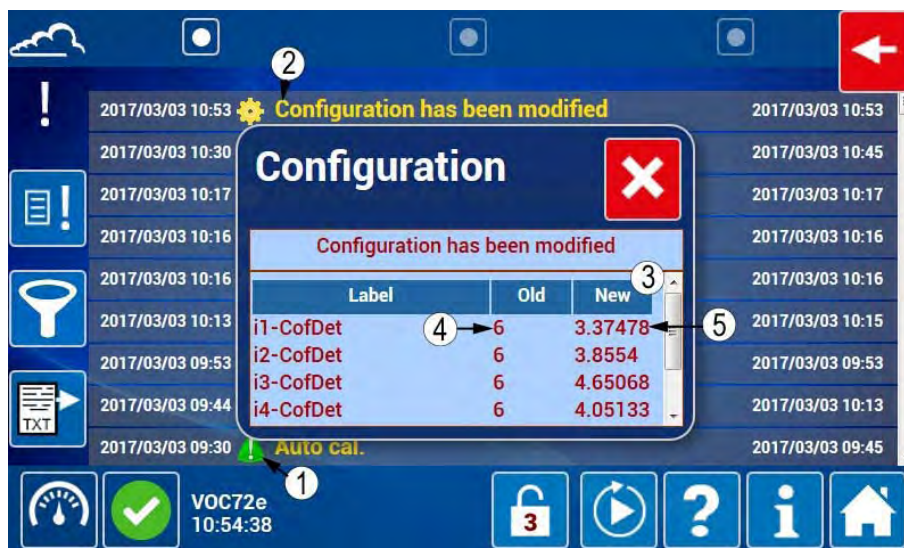 2
2017/03/03 10:53 Configuration has been modified 2017/03/03 10:53
2017/03/03 10:30 2017/03/03 10:45
Configuration
2017/03/03 10:17 2017/03/03 10:17
2017/03/03 10:16 Configuration has been modified 2017/03/03 10:16
2017/03/03 10:16 3 2017/03/03 10:16
Label Old New
2017/03/03 10:13 i1-CofDet 4 6 3.37478 5 2017/03/03 10:15
2017/03/03 09:53 i2-CofDet 6 3.8554 2017/03/03 09:53
i3-CofDet 6 4.65068
2017/03/03 09:44 i4-CofDet 6 4.05133 2017/03/03 10:13
TXT
2017/03/03 09:30 Auto cal. 2017/03/03 09:45
1
VOC72e
10:54:38
3
? i